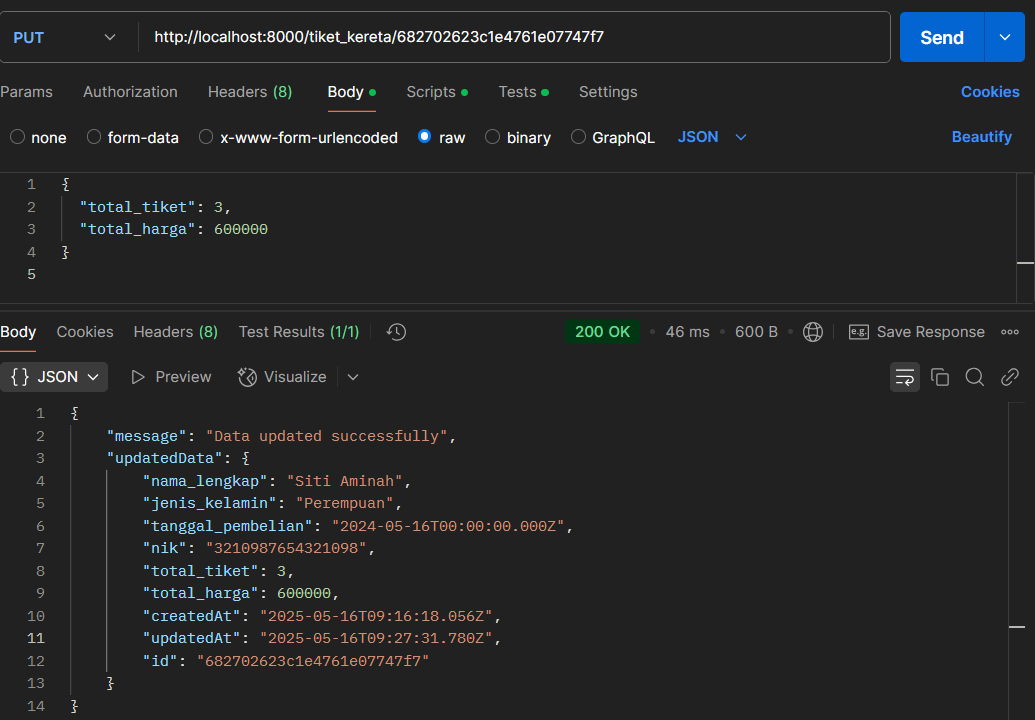 PUT http://localhost:8000/tiket_kereta/682702623c1e4761e07747f7 Send
Params Authorization Headers (8) Body Scripts Tests Settings Cookies
none form-data x-www-form-urlencoded raw binary GraphQL JSON Beautify
1 {
2 "total_tiket": 3,
3 "total_harga": 600000
4 }
5
Body Cookies Headers (8) Test Results (1/1) 200 OK • 46 ms • 600 B • e.g. Save Response
{} JSON Preview Visualize
1 {
2 "message": "Data updated successfully",
3 "updatedData": {
4 "nama_lengkap": "Siti Aminah",
5 "jenis_kelamin": "Perempuan",
6 "tanggal_pembelian": "2024-05-16T00:00:00.000Z",
7 "nik": "3210987654321098",
8 "total_tiket": 3,
9 "total_harga": 600000,
10 "createdAt": "2025-05-16T09:16:18.056Z",
11 "updatedAt": "2025-05-16T09:27:31.780Z",
12 "id": "682702623c1e4761e07747f7"
13 }
14 }